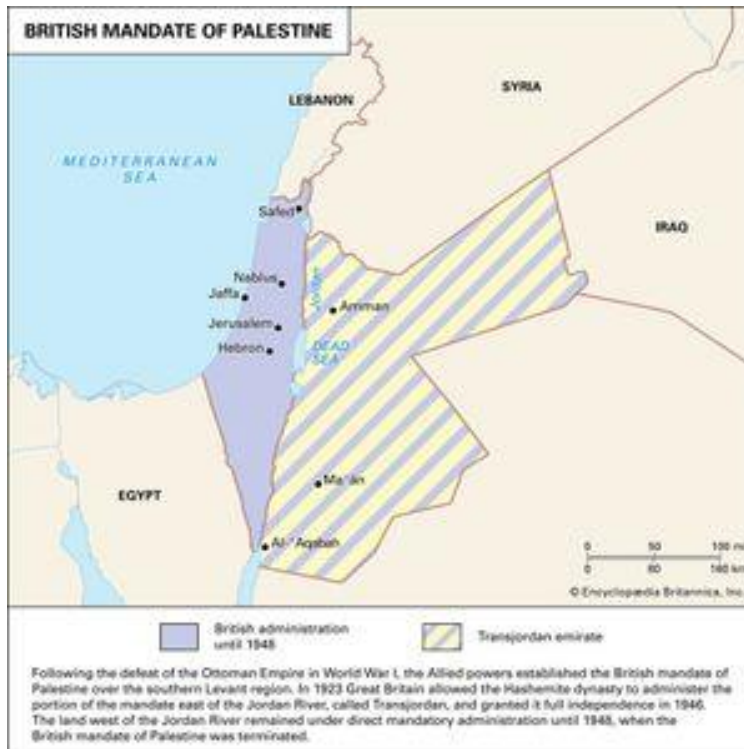 BRITISH MANDATE OF PALESTINE
LEBANON
SYRIA
MEDITERRANEAN
SEA
Safed
IRAQ
Nablus
Jordan
Jaffa
Amman
Jerusalem
DEAD
SEA
Hebron
Ma'ān
EGYPT
Al-'Aqabah
0 50 100 mi
0 80 160 km
© Encyclopædia Britannica, Inc.
British administration
until 1948
Transjordan emirate
Following the defeat of the Ottoman Empire in World War I, the Allied powers established the British mandate of
Palestine over the southern Levant region. In 1923 Great Britain allowed the Hashemite dynasty to administer the
portion of the mandate east of the Jordan River, called Transjordan, and granted it full independence in 1946.
The land west of the Jordan River remained under direct mandatory administration until 1948, when the
British mandate of Palestine was terminated.